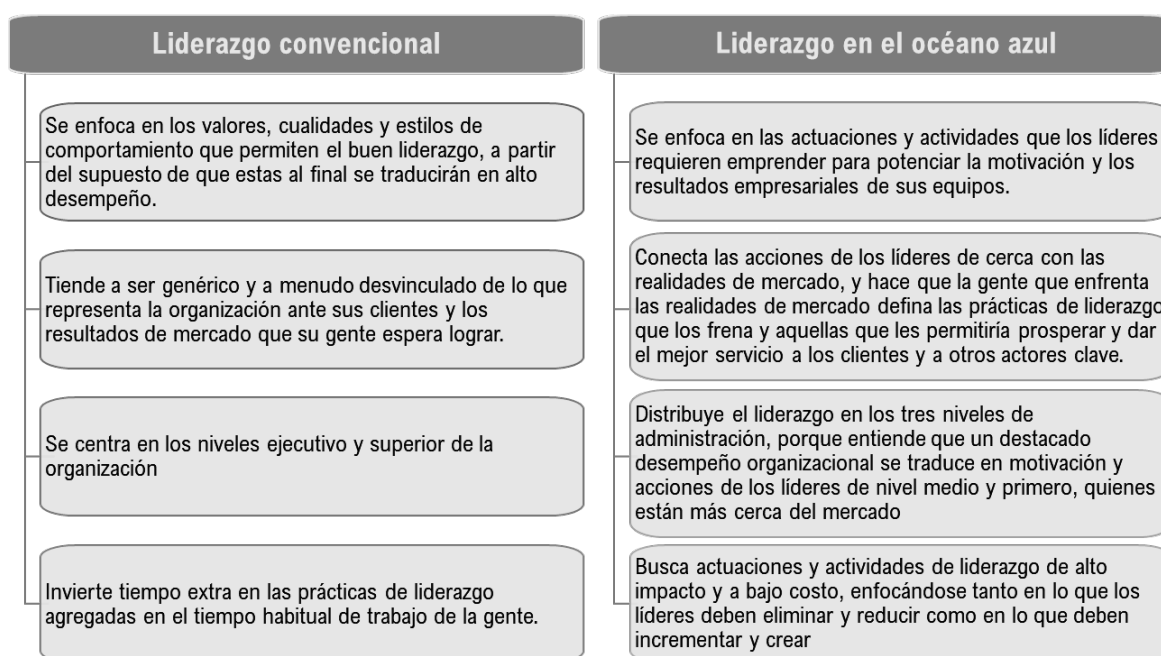 Liderazgo convencional
Se enfoca en los valores, cualidades y estilos de
comportamiento que permiten el buen liderazgo, a partir
del supuesto de que estas al final se traducirán en alto
desempeño.
Tiende a ser genérico y a menudo desvinculado de lo que
representa la organización ante sus clientes y los
resultados de mercado que su gente espera lograr.
Se centra en los niveles ejecutivo y superior de la
organización
Invierte tiempo extra en las prácticas de liderazgo
agregadas en el tiempo habitual de trabajo de la gente.
Liderazgo en el océano azul
Se enfoca en las actuaciones y actividades que los líderes
requieren emprender para potenciar la motivación y los
resultados empresariales de sus equipos.
Conecta las acciones de los líderes de cerca con las
realidades de mercado, y hace que la gente que enfrenta
las realidades de mercado defina las prácticas de liderazgo
que los frena y aquellas que les permitiría prosperar y dar
el mejor servicio a los clientes y a otros actores clave.
Distribuye el liderazgo en los tres niveles de
administración, porque entiende que un destacado
desempeño organizacional se traduce en motivación y
acciones de los líderes de nivel medio y primero, quienes
están más cerca del mercado
Busca actuaciones y actividades de liderazgo de alto
impacto y a bajo costo, enfocándose tanto en lo que los
líderes deben eliminar y reducir como en lo que deben
incrementar y crear